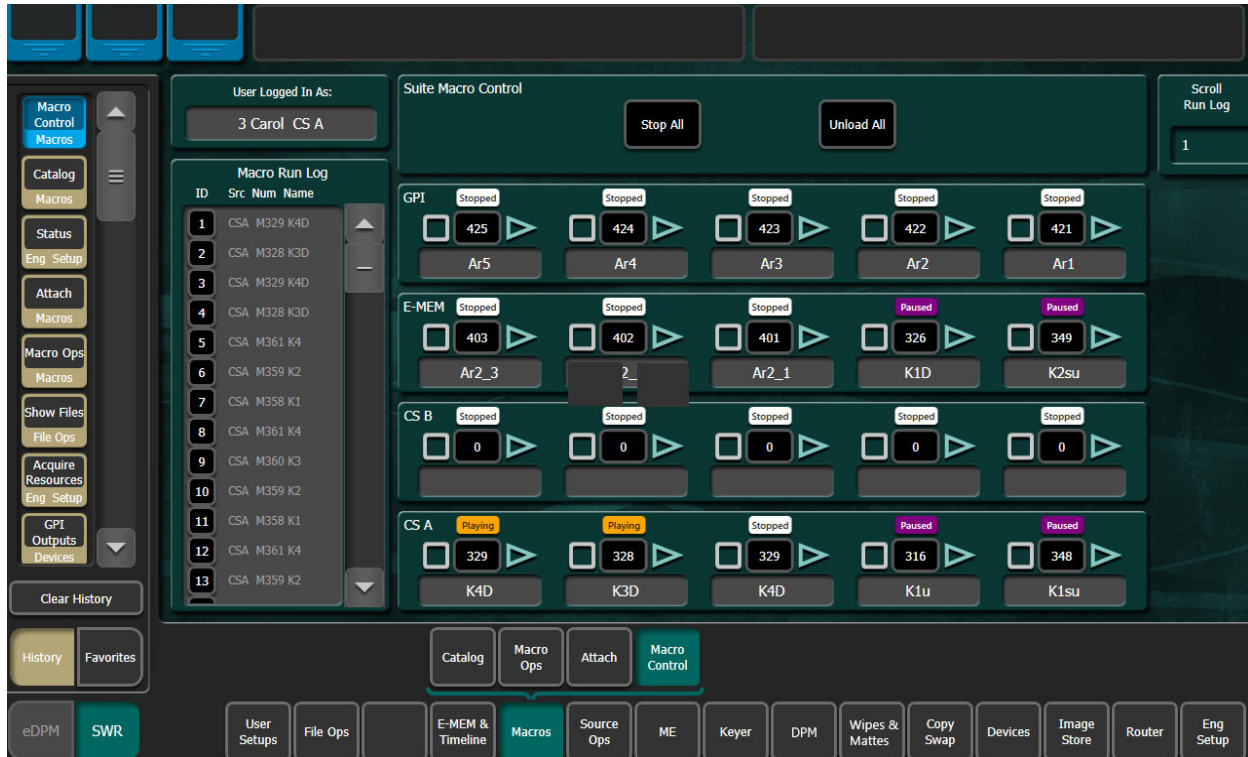 Macro
Control
Macros
Catalog
Macros
Status
Eng Setup
Attach
Macros
Macro Ops
Macros
Show Files
File Ops
Acquire
Resources
Eng Setup
GPI
Outputs
Devices
Clear History
History Favorites
eDPM SWR
User Logged In As:
3 Carol CS A
Macro Run Log
ID Src Num Name
1 CSA M329 K4D
2 CSA M328 K3D
3 CSA M329 K4D
4 CSA M328 K3D
5 CSA M361 K4
6 CSA M359 K2
7 CSA M358 K1
8 CSA M361 K4
9 CSA M360 K3
10 CSA M359 K2
11 CSA M358 K1
12 CSA M361 K4
13 CSA M359 K2
Suite Macro Control
Stop All Unload All
Scroll
Run Log
1
GPI Stopped Stopped Stopped Stopped Stopped
425 424 423 422 421
Ar5 Ar4 Ar3 Ar2 Ar1
E-MEM Stopped Stopped Stopped Paused Paused
403 402 401 326 349
Ar2_3 2_ Ar2_1 K1D K2su
CS B Stopped Stopped Stopped Stopped Stopped
0 0 0 0 0
CS A Playing Playing Stopped Paused Paused
329 328 329 316 348
K4D K3D K4D K1u K1su
Catalog Macro Ops Attach Macro Control
User Setups File Ops E-MEM & Timeline Macros Source Ops ME Keyer DPM Wipes & Mattes Copy Swap Devices Image Store Router Eng Setup